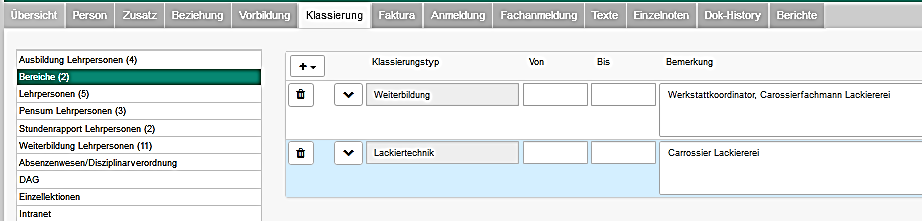 Übersicht Person Zusatz Beziehung Vorbildung Klassierung Faktura Anmeldung Fachanmeldung Texte Einzelnoten Dok-History Berichte
Ausbildung Lehrpersonen (4)
Bereiche (2)
Lehrpersonen (5)
Pensum Lehrpersonen (3)
Stundenrapport Lehrpersonen (2)
Weiterbildung Lehrpersonen (11)
Absenzenwesen/Disziplinarverordnung
DAG
Einzellektionen
Intranet
Klassierungstyp Von Bis Bemerkung
Weiterbildung Werkstattkoordinator, Carossierfachmann Lackiererei
Lackiertechnik Carrossier Lackiererei